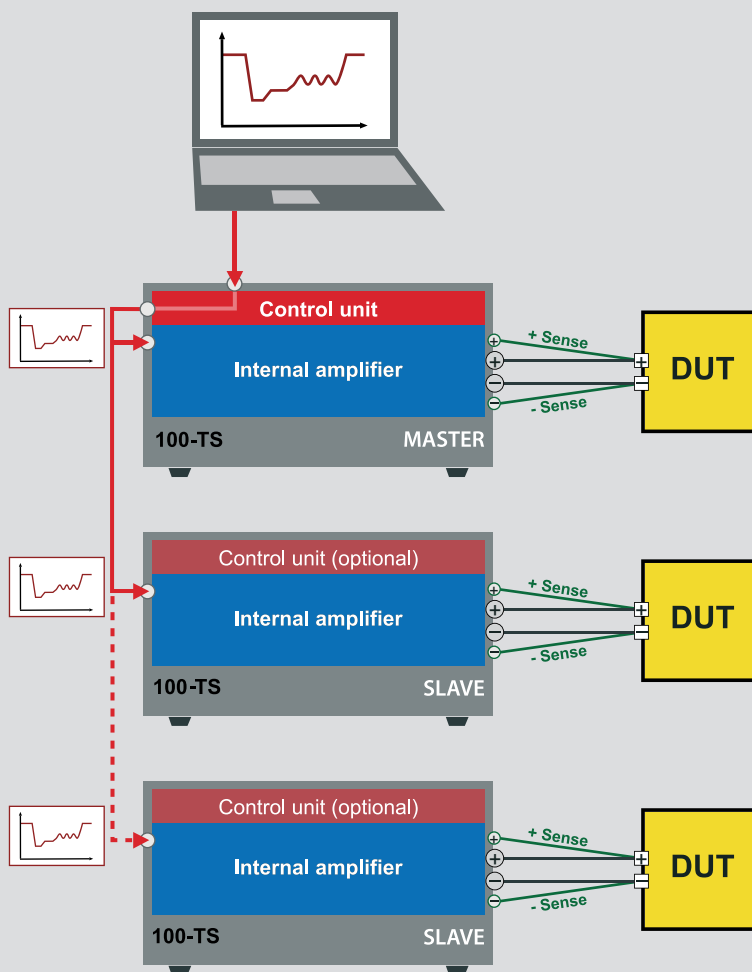 Control unit
Internal amplifier
100-TS
MASTER
+ Sense
+
+
−
−
- Sense
+
−
DUT
Control unit (optional)
Internal amplifier
100-TS
SLAVE
+ Sense
+
+
−
−
- Sense
+
−
DUT
Control unit (optional)
Internal amplifier
100-TS
SLAVE
+ Sense
+
+
−
−
- Sense
+
−
DUT